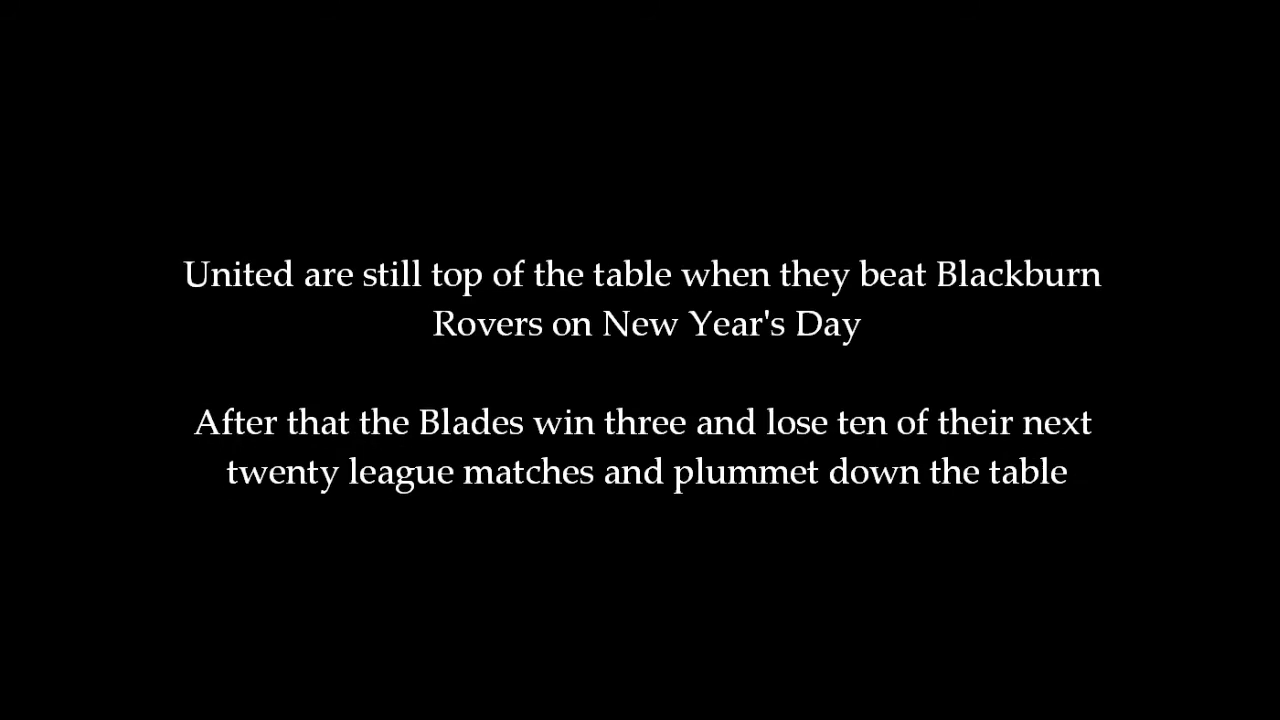 United are still top of the table when they beat Blackburn
Rovers on New Year's Day
After that the Blades win three and lose ten of their next
twenty league matches and plummet down the table